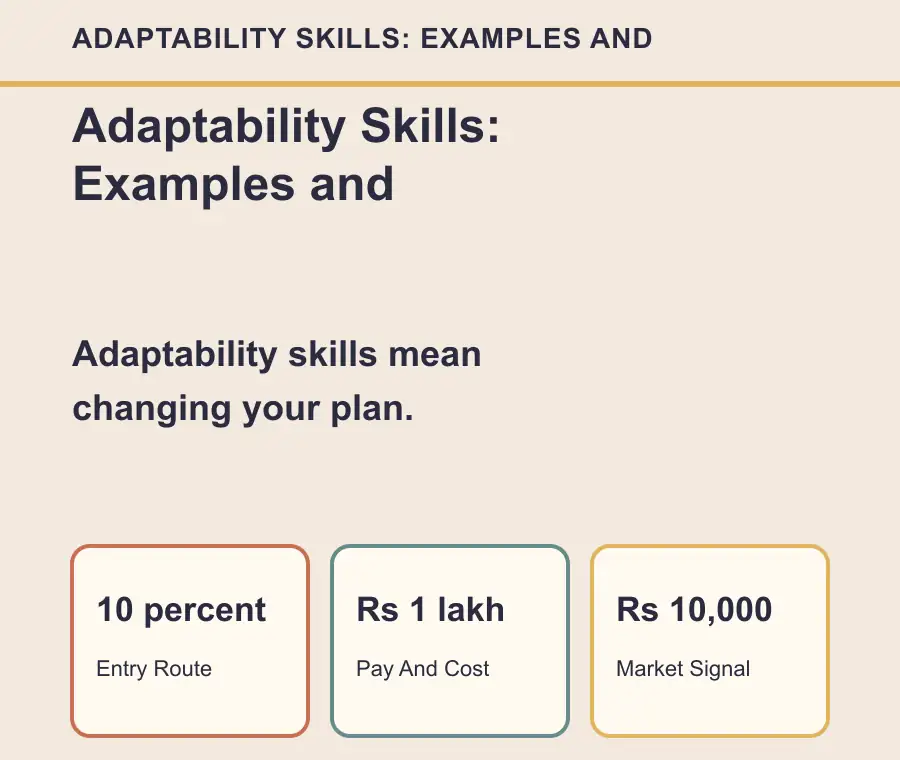 ADAPTABILITY SKILLS: EXAMPLES AND
Adaptability Skills:
Examples and
Adaptability skills mean
changing your plan.
10 percent
Entry Route
Rs 1 lakh
Pay And Cost
Rs 10,000
Market Signal